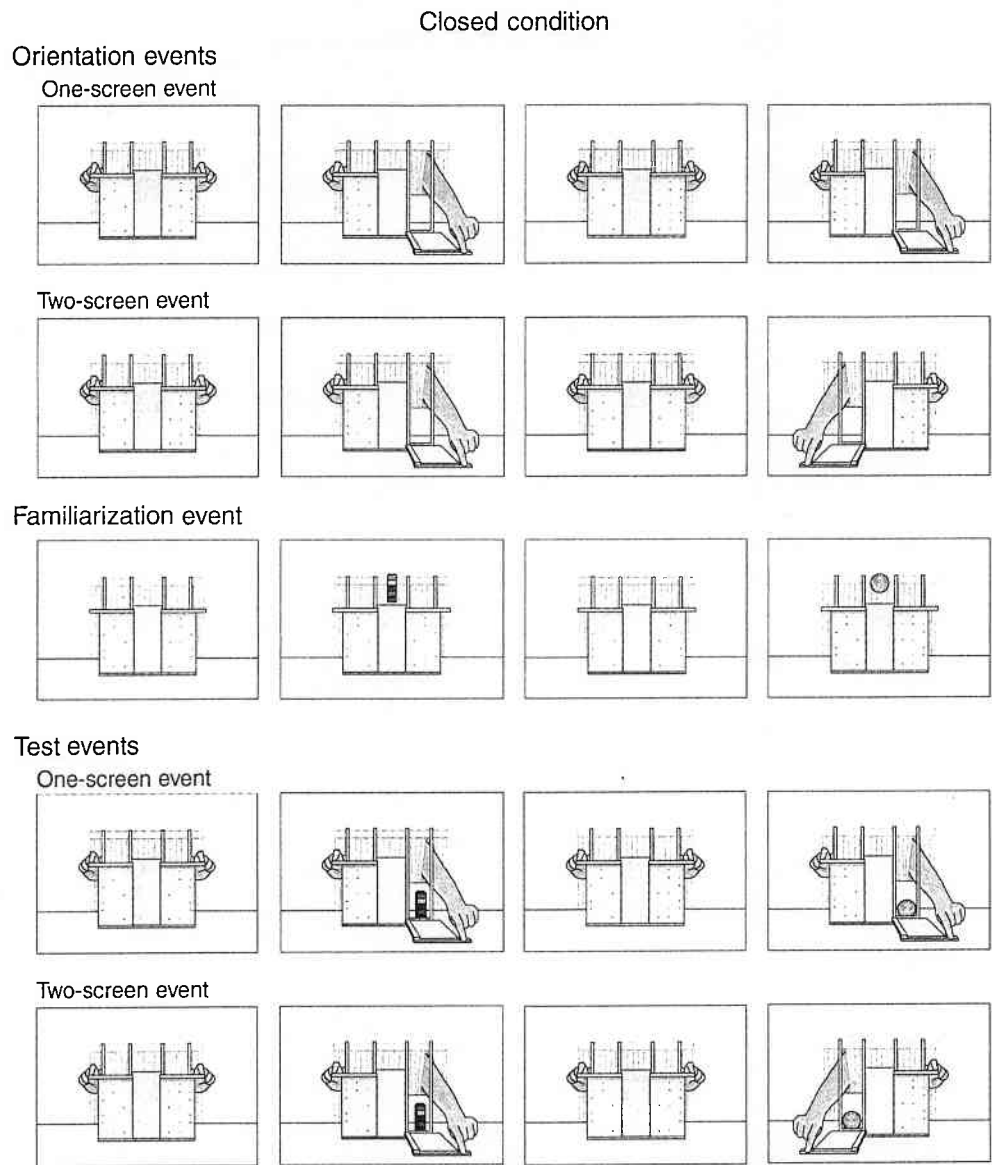 Closed condition
Orientation events
One-screen event
Two-screen event
Familiarization event
Test events
One-screen event
Two-screen event